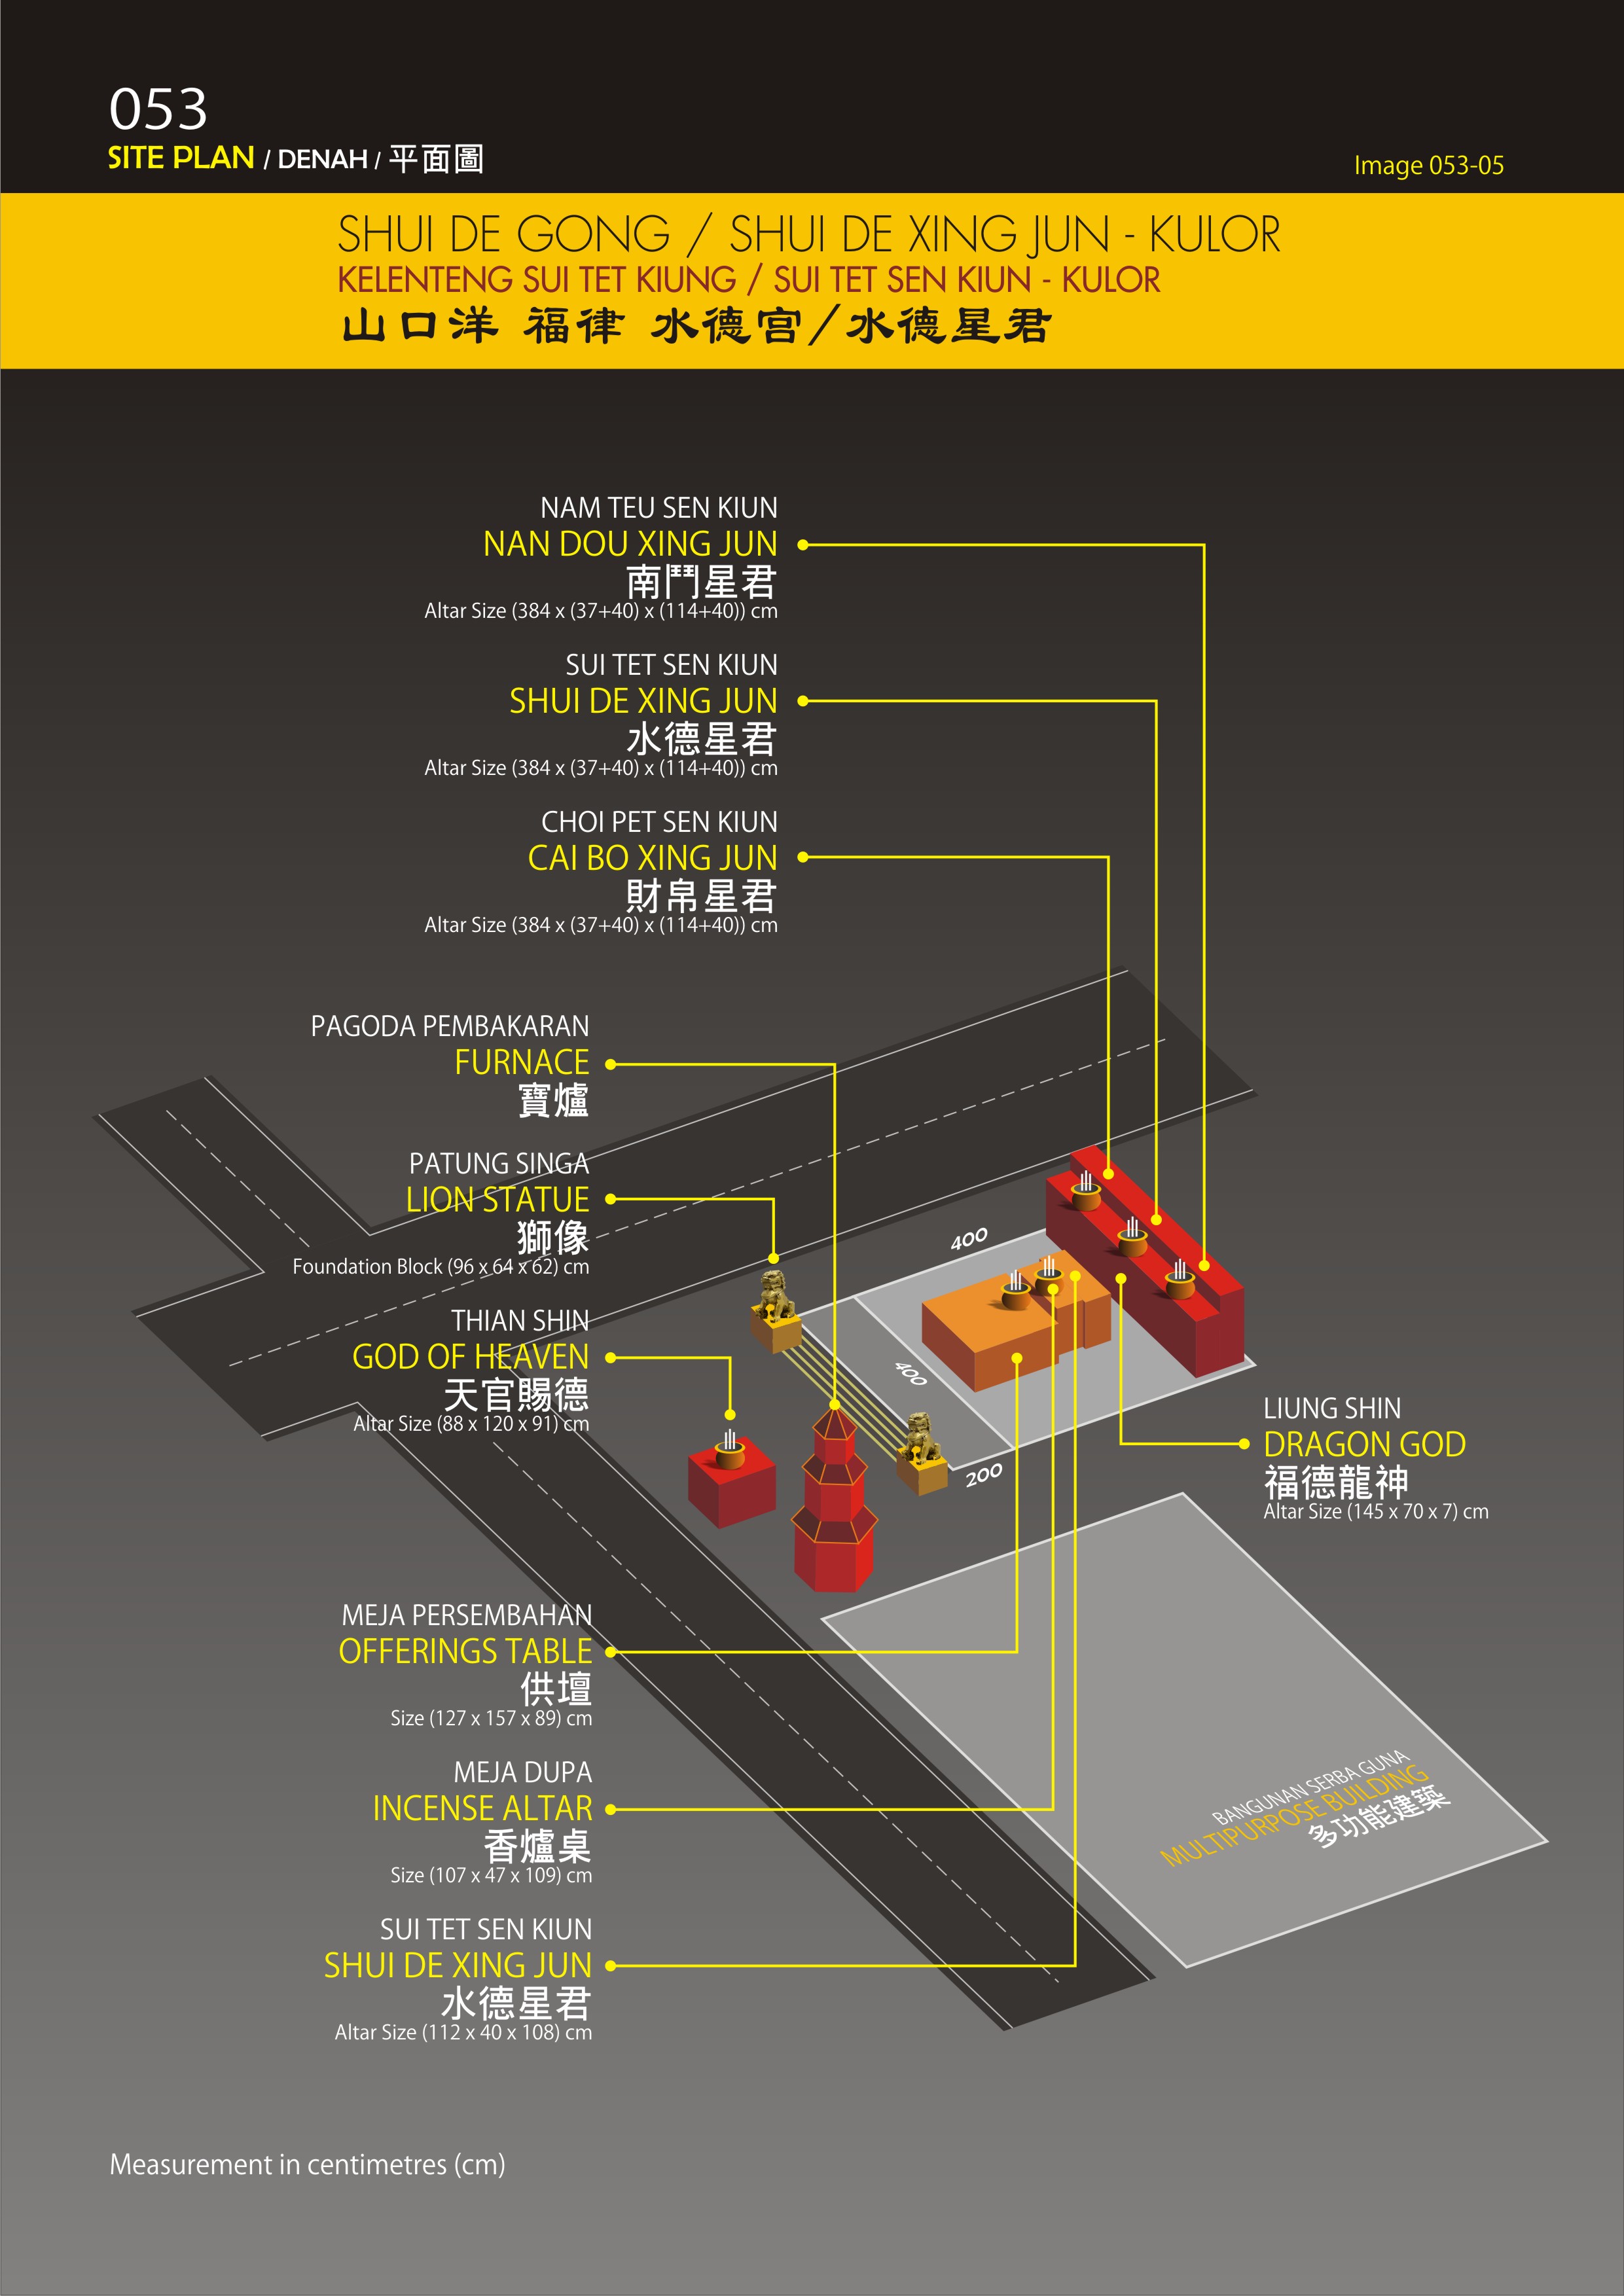 053
SITE PLAN / DENAH / 平面圖
Image 053-05
SHUI DE GONG / SHUI DE XING JUN - KULOR
KELENTENG SUI TET KIUNG / SUI TET SEN KIUN - KULOR
山口洋 福律 水德宮/水德星君
NAM TEU SEN KIUN
NAN DOU XING JUN
南鬥星君
Altar Size (384 x (37+40) x (114+40)) cm
SUI TET SEN KIUN
SHUI DE XING JUN
水德星君
Altar Size (384 x (37+40) x (114+40)) cm
CHOI PET SEN KIUN
CAI BO XING JUN
財帛星君
Altar Size (384 x (37+40) x (114+40)) cm
PAGODA PEMBAKARAN
FURNACE
寶爐
PATUNG SINGA
LION STATUE
獅像
Foundation Block (96 x 64 x 62) cm
THIAN SHIN
GOD OF HEAVEN
天官賜德
Altar Size (88 x 120 x 91) cm
400
400
200
LIUNG SHIN
DRAGON GOD
福德龍神
Altar Size (145 x 70 x 7) cm
MEJA PERSEMBAHAN
OFFERINGS TABLE
供壇
Size (127 x 157 x 89) cm
MEJA DUPA
INCENSE ALTAR
香爐桌
Size (107 x 47 x 109) cm
SUI TET SEN KIUN
SHUI DE XING JUN
水德星君
Altar Size (112 x 40 x 108) cm
BANGUNAN SERBA GUNA
MULTIPURPOSE BUILDING
多功能建築
Measurement in centimetres (cm)